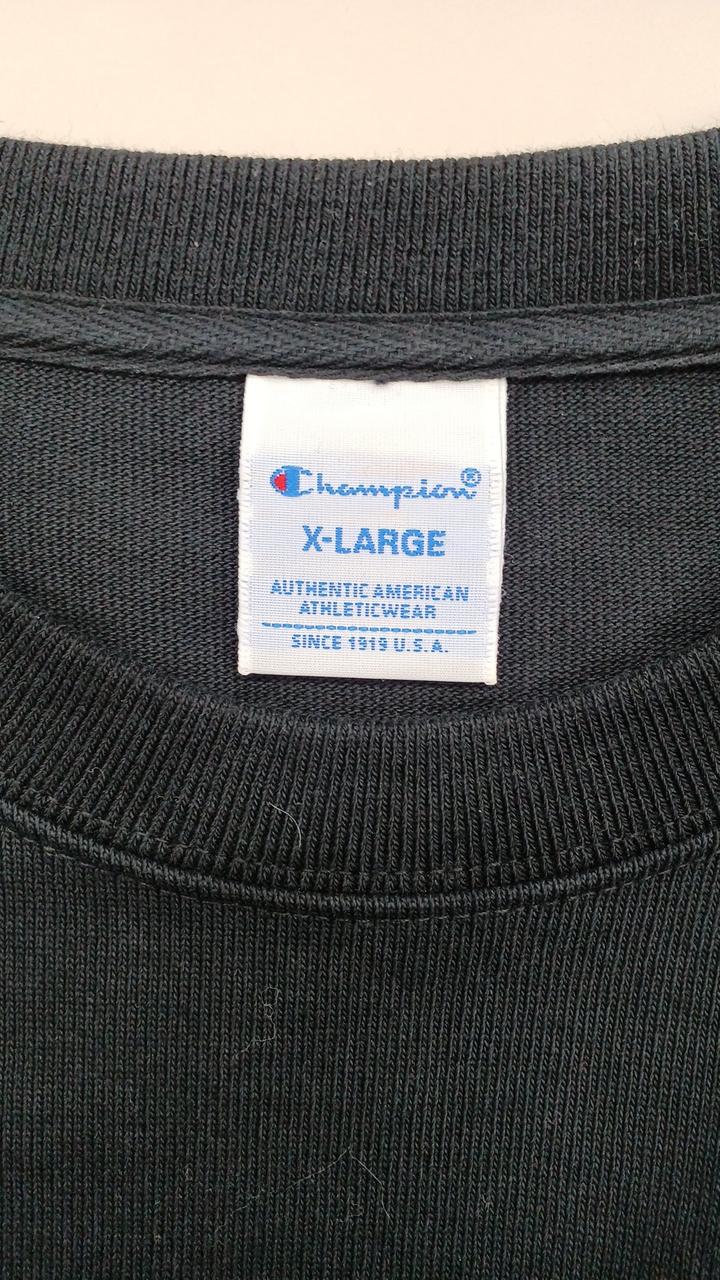 Champion®
X-LARGE
AUTHENTIC AMERICAN
ATHLETICWEAR
SINCE 1919 U.S.A.